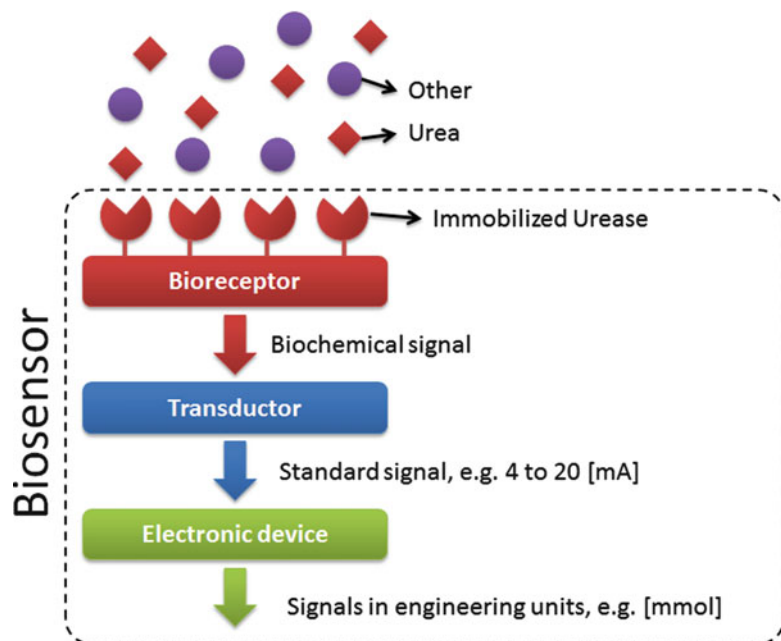 Other
Urea
Immobilized Urease
Bioreceptor
Biochemical signal
Transductor
Standard signal, e.g. 4 to 20 [mA]
Electronic device
Signals in engineering units, e.g. [mmol]
Biosensor